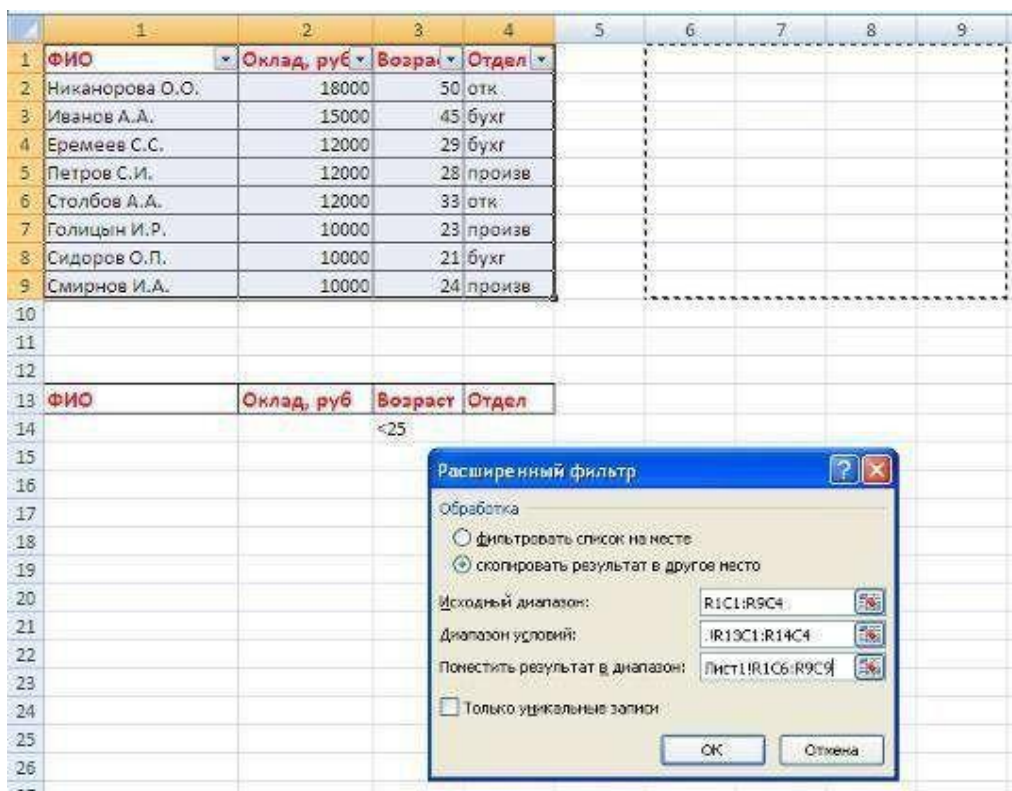 1 2 3 4 5 6 7 8 9
1 ФИО Оклад, руб Возра Отдел
2 Никанорова О.О. 18000 50 отк
3 Иванов А.А. 15000 45 бухг
4 Еремеев С.С. 12000 29 бухг
5 Петров С.И. 12000 28 произв
6 Столбов А.А. 12000 33 отк
7 Голицын И.Р. 10000 23 произв
8 Сидоров О.П. 10000 21 бухг
9 Смирнов И.А. 10000 24 произв
10
11
12
13 ФИО Оклад, руб Возраст Отдел
14 <25
15
16
17
18
19
20
21
22
23
24
25
26
Расширенный фильтр
Обработка
фильтровать список на месте
скопировать результат в другое место
Исходный диапазон: R1C1:R9C4
Диапазон условий: !R13C1:R14C4
Поместить результат в диапазон: Лист1!R1C6:R9C9
Только уникальные записи
ОК Отмена